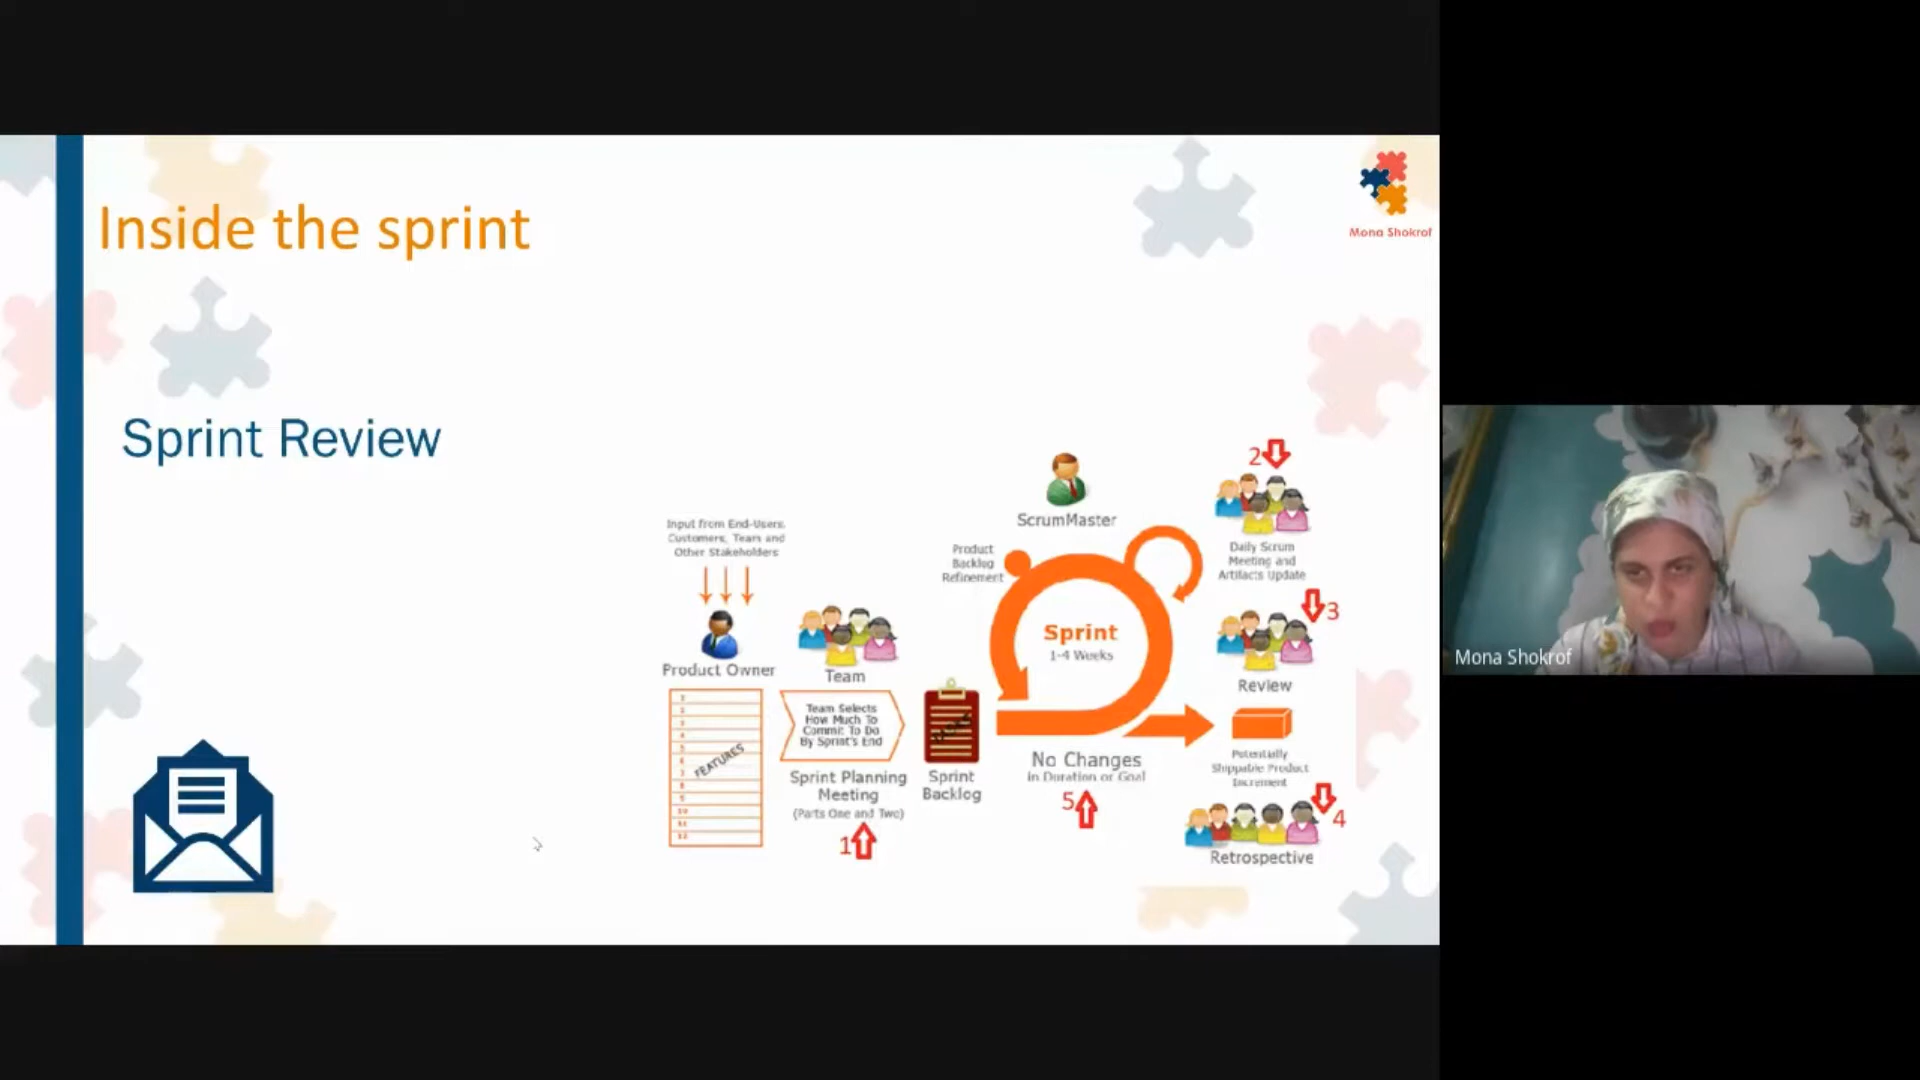 Inside the sprint
Mona Shokrof
Sprint Review
Input from End-Users,
Customers, Team and
Other Stakeholders
Product Owner
FEATURES
Team
Team Selects
How Much To
Commit To Do
By Sprint's End
Sprint Planning
Meeting
(Parts One and Two)
1
Sprint
Backlog
ScrumMaster
Product
Backlog
Refinement
Sprint
1-4 Weeks
No Changes
in Duration or Goal
5
2
Daily Scrum
Meeting and
Artifacts Update
3
Review
Potentially
Shippable Product
Increment
4
Retrospective
Mona Shokrof